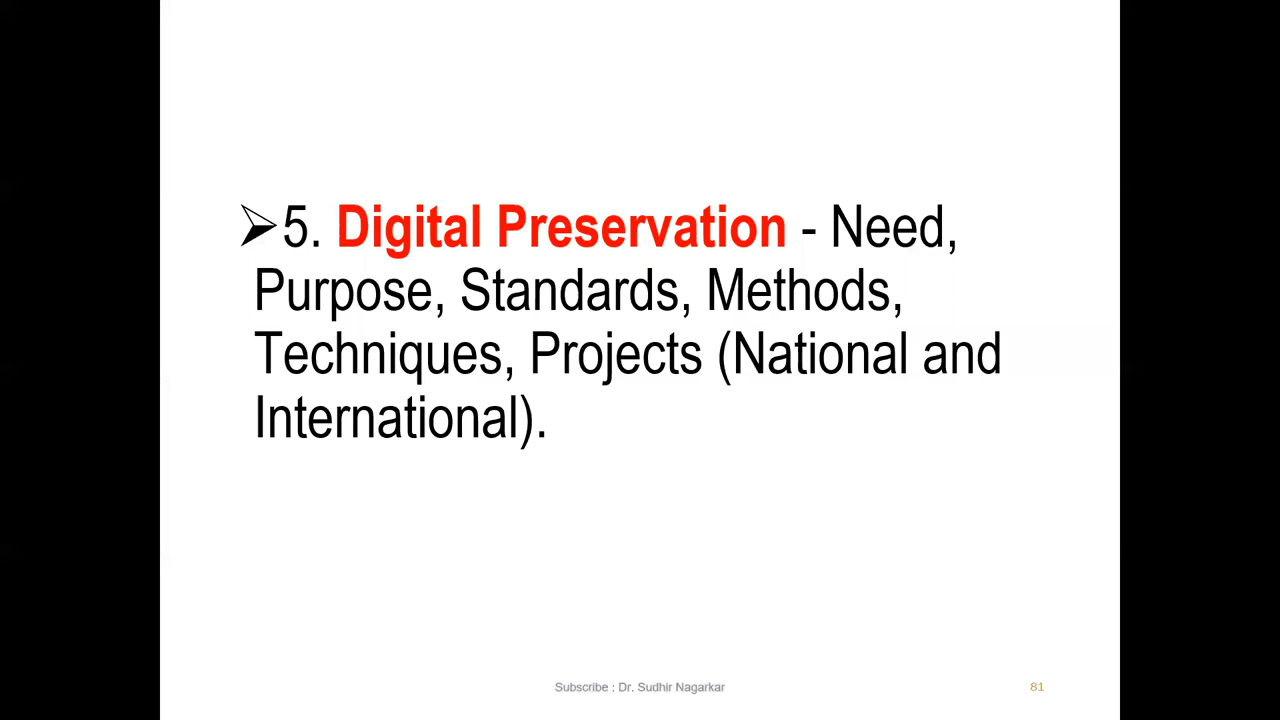 ➢5. Digital Preservation - Need,
Purpose, Standards, Methods,
Techniques, Projects (National and
International).
Subscribe : Dr. Sudhir Nagarkar
81